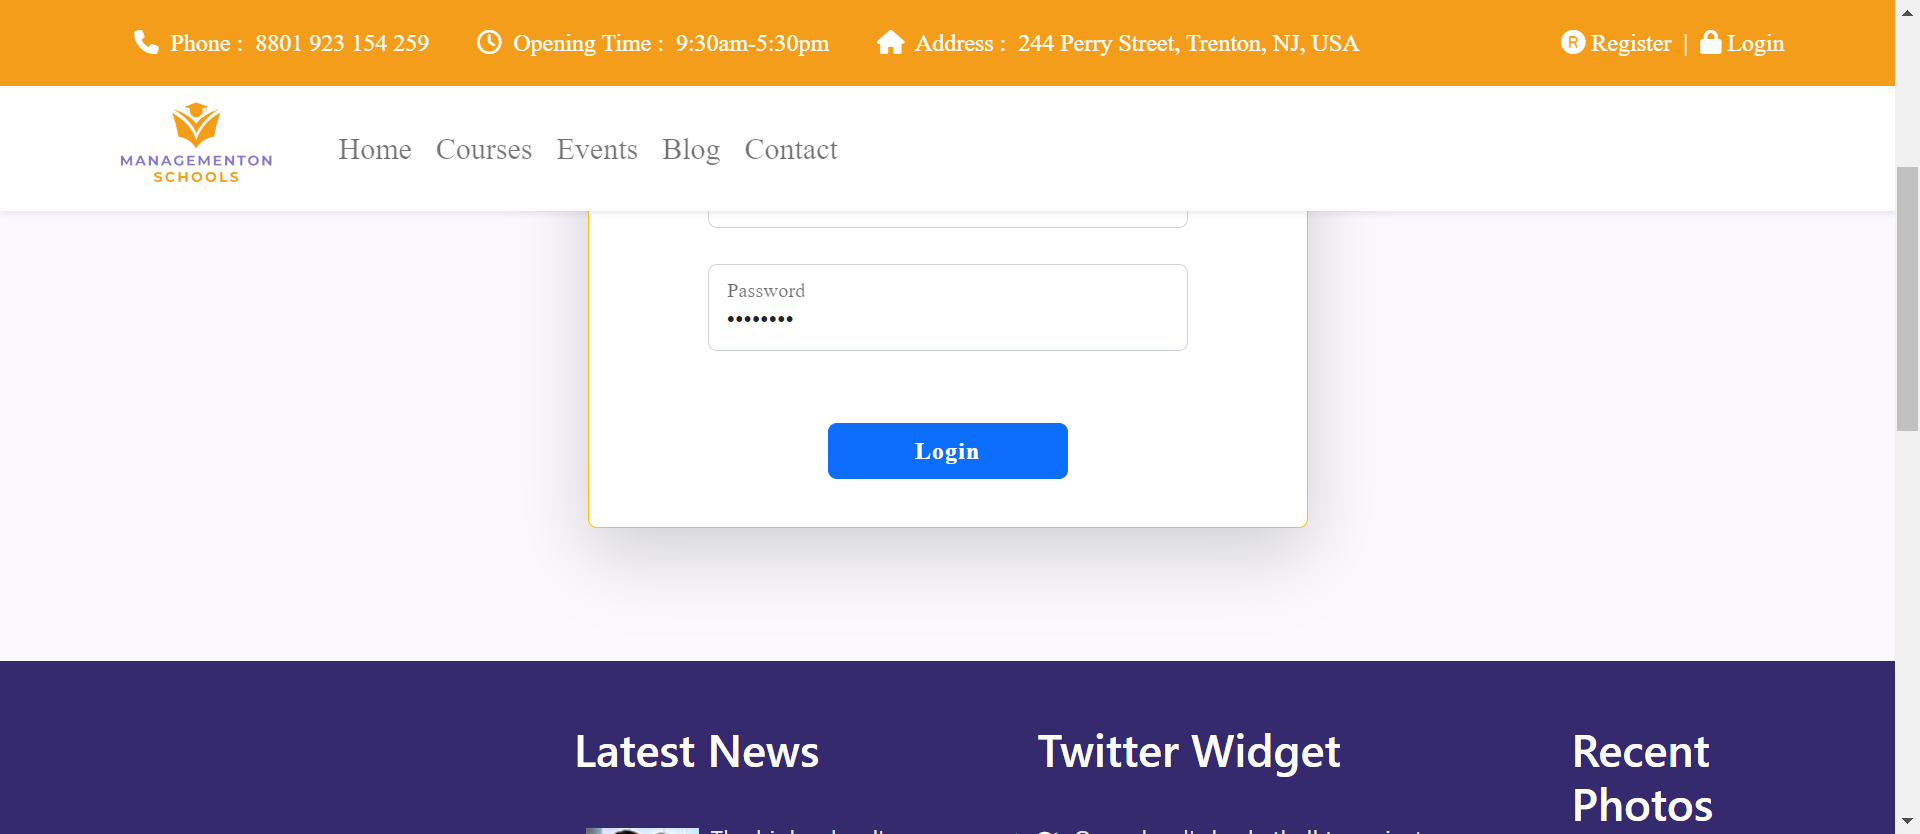 Phone : 8801 923 154 259 Opening Time : 9:30am-5:30pm Address : 244 Perry Street, Trenton, NJ, USA Register | Login
MANAGEMENTON
SCHOOLS
Home Courses Events Blog Contact
Password
••••••••
Login
Latest News Twitter Widget Recent
Photos